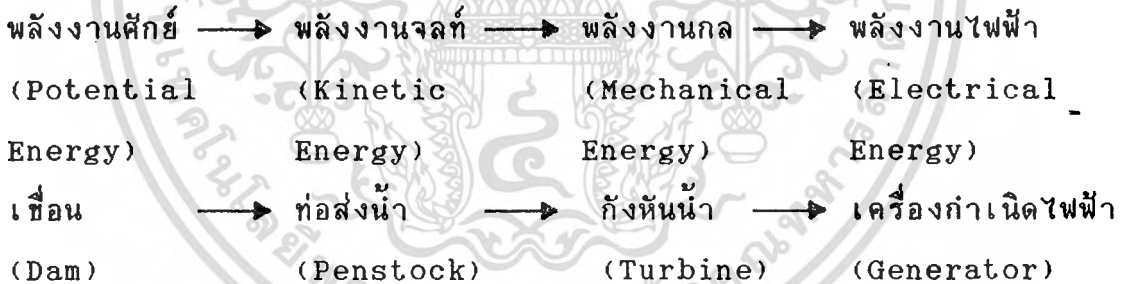 พลังงานศักย์ → พลังงานจลท์ → พลังงานกล → พลังงานไฟฟ้า
(Potential (Kinetic (Mechanical (Electrical
Energy) Energy) Energy) Energy)
เขื่อน → ท่อส่งน้ำ → กังหันน้ำ → เครื่องกำเนิดไฟฟ้า
(Dam) (Penstock) (Turbine) (Generator)